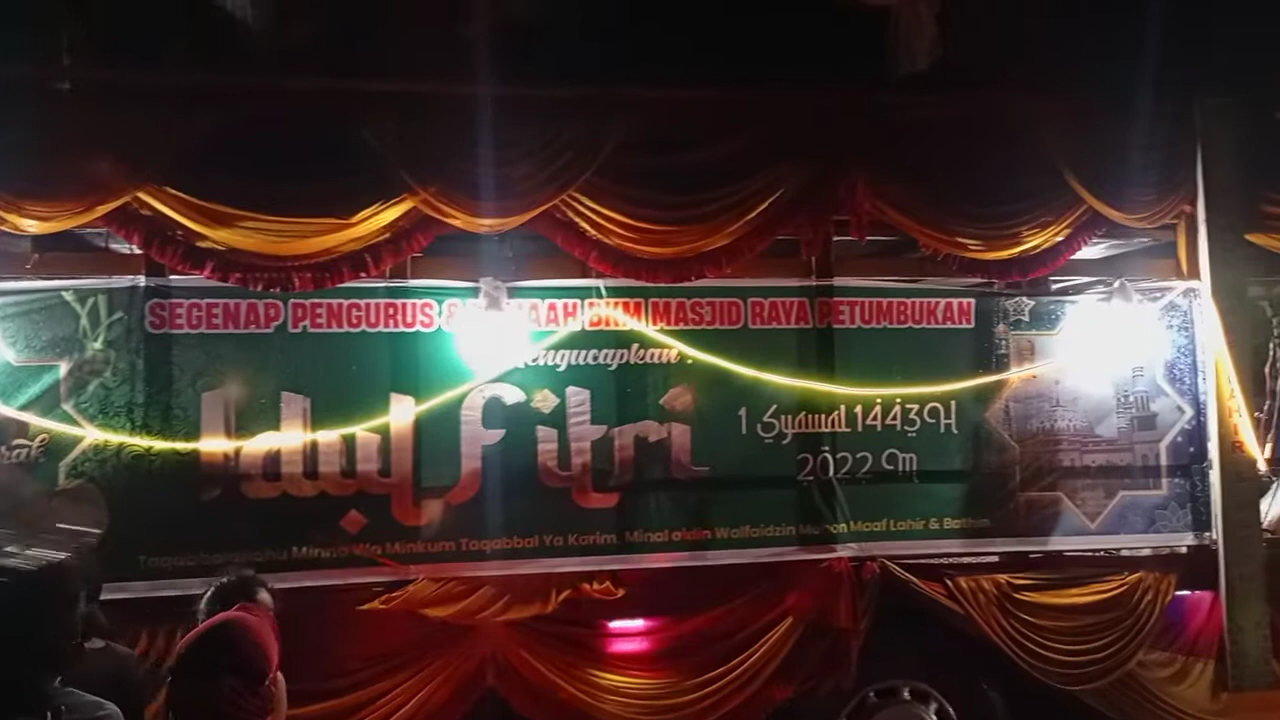 SEGENAP PENGURUS & JAMAAH BKM MASJID RAYA PETUMBUKAN
Mengucapkan :
Idul Fitri
1 Syawal 1443 H
2022 M
Taqabbalallahu Minna Wa Minkum Taqabbal Ya Karim, Minal aidin Walfaidzin Mohon Maaf Lahir & Bathin